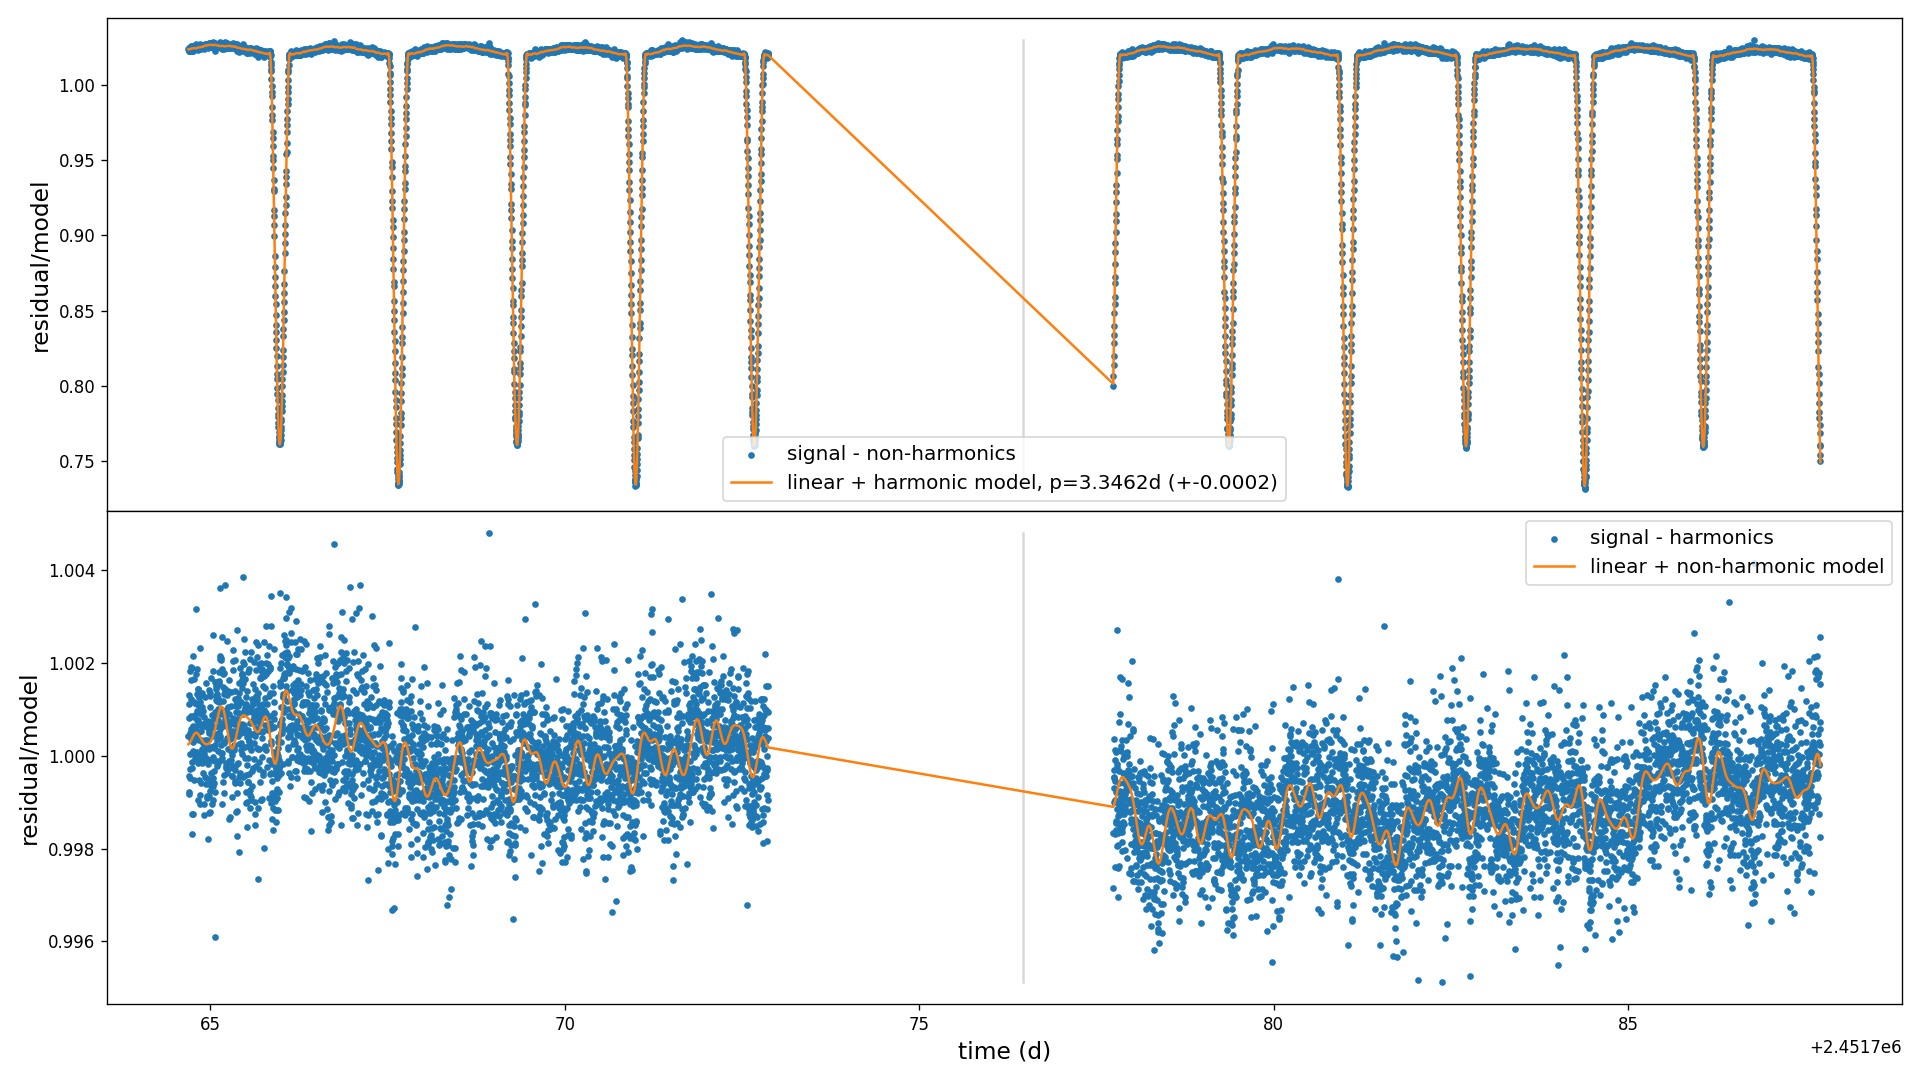 1.00
0.95
0.90
0.85
0.80
0.75
residual/model
signal - non-harmonics
linear + harmonic model, p=3.3462d (+-0.0002)
1.004
1.002
1.000
0.998
0.996
residual/model
signal - harmonics
linear + non-harmonic model
65 70 75 80 85
time (d)
+2.4517e6